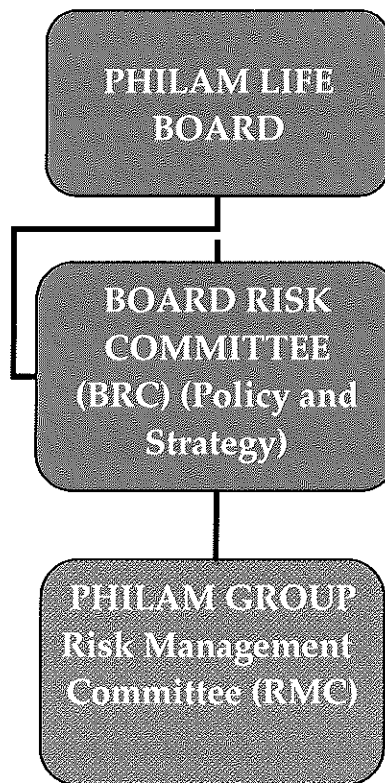 PHILAM LIFE
BOARD
BOARD RISK
COMMITTEE
(BRC) (Policy and
Strategy)
PHILAM GROUP
Risk Management
Committee (RMC)